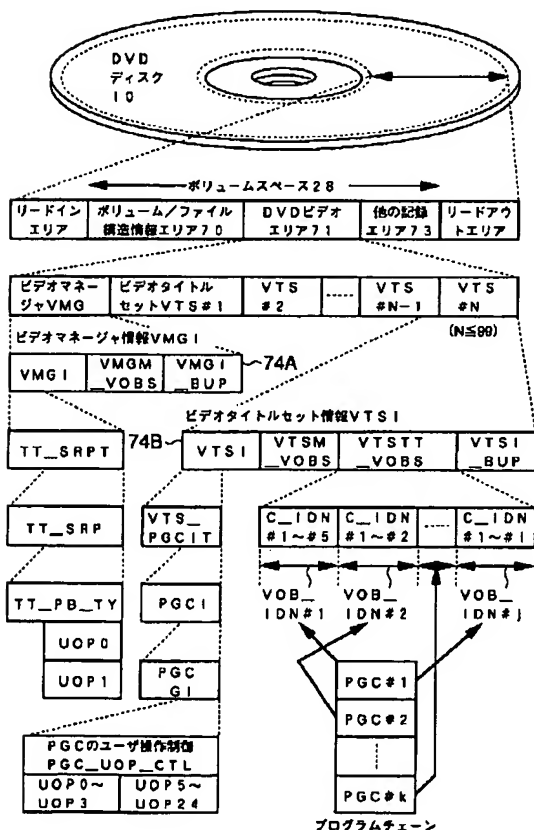 DVD
ディスク
10
ボリュームスペース28
リードイン
エリア
ボリューム/ファイル
構造情報エリア70
DVDビデオ
エリア71
他の記録
エリア73
リードアウ
トエリア
ビデオマネー
ジャVMG
ビデオタイトル
セットVTS#1
VTS
#2
VTS
#N-1
VTS
#N
(N≦99)
ビデオマネージャ情報VMGI
VMGI
VMGM
_VOBS
VMGI
_BUP
74A
ビデオタイトルセット情報VTSI
74B
VTSI
VTSM
_VOBS
VTSTT
_VOBS
VTSI
_BUP
TT_SRPT
TT_SRP
VTS_
PGCIT
C_IDN
#1~#5
C_IDN
#1~#2
C_IDN
#1~#i
VOB_
IDN#1
VOB_
IDN#2
VOB_
IDN#j
TT_PB_TY
UOP0
UOP1
PGCI
PGC
GI
PGC#1
PGC#2
PGC#k
PGCのユーザ操作制御
PGC_UOP_CTL
UOP0~
UOP3
UOP5~
UOP24
プログラムチェーン